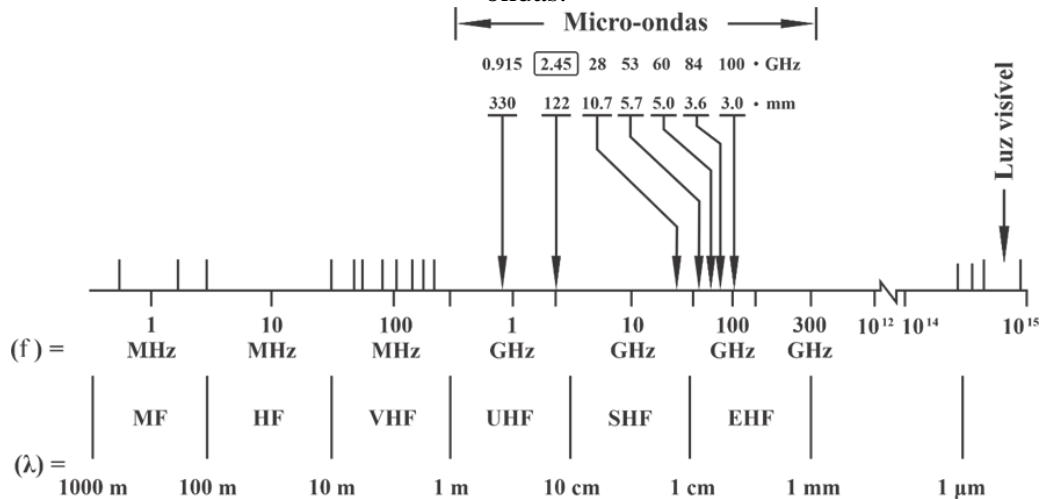 ondas.
Micro-ondas
0.915 2.45 28 53 60 84 100 • GHz
330 122 10.7 5.7 5.0 3.6 3.0 • mm
Luz visível
1 10 100 1 10 100 300 10¹² 10¹⁴ 10¹⁵
(f) = MHz MHz MHz GHz GHz GHz GHz
MF HF VHF UHF SHF EHF
(λ) =
1000 m 100 m 10 m 1 m 10 cm 1 cm 1 mm 1 µm